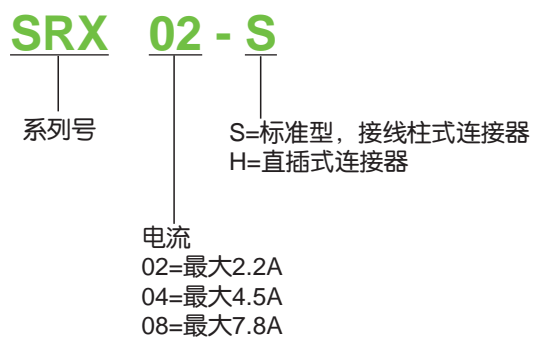 SRX 02 - S
系列号
S=标准型，接线柱式连接器
H=直插式连接器
电流
02=最大2.2A
04=最大4.5A
08=最大7.8A